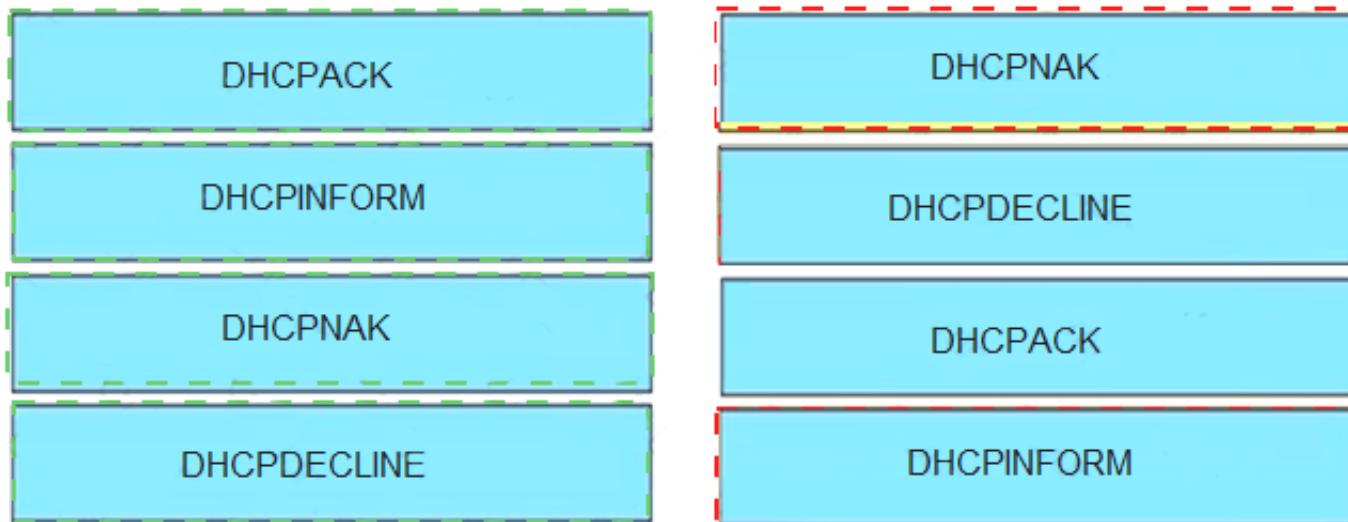 DHCPACK
DHCPINFORM
DHCPNAK
DHCPDECLINE
DHCPNAK
DHCPDECLINE
DHCPACK
DHCPINFORM